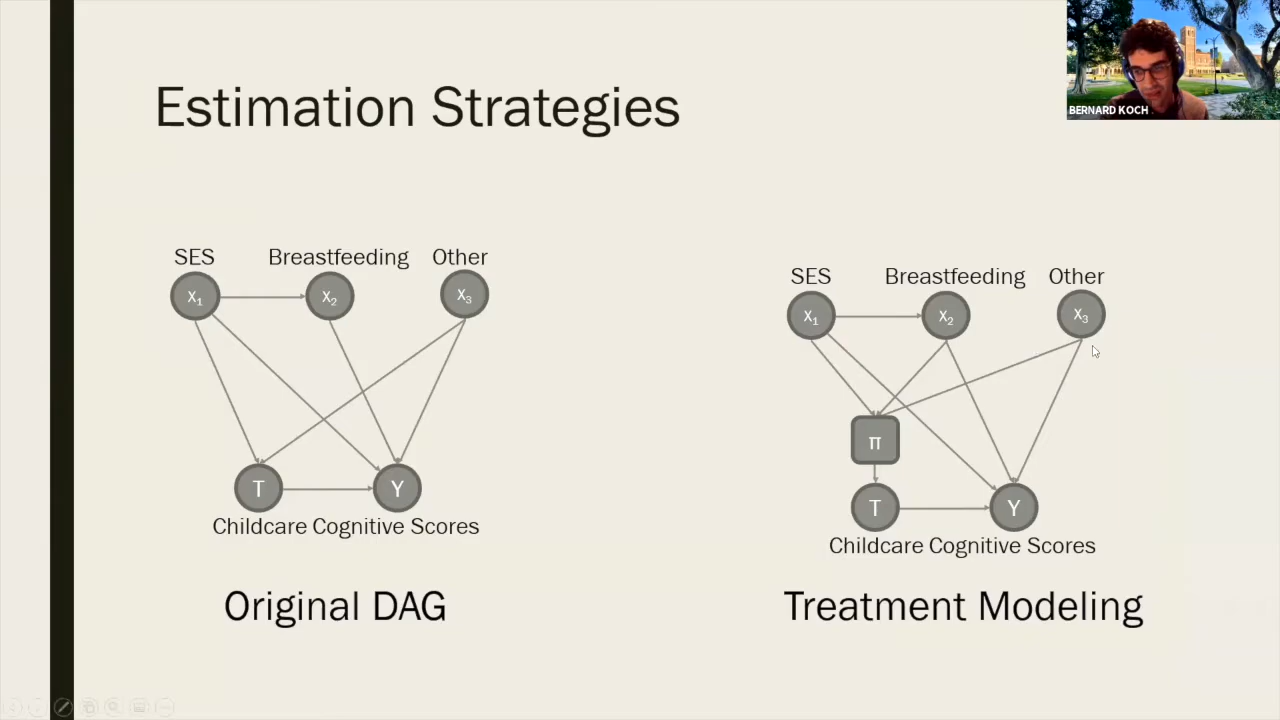 BERNARD KOCH
Estimation Strategies
SES Breastfeeding Other
x₁ x₂ x₃
T Y
Childcare Cognitive Scores
Original DAG
SES Breastfeeding Other
x₁ x₂ x₃
π
T Y
Childcare Cognitive Scores
Treatment Modeling